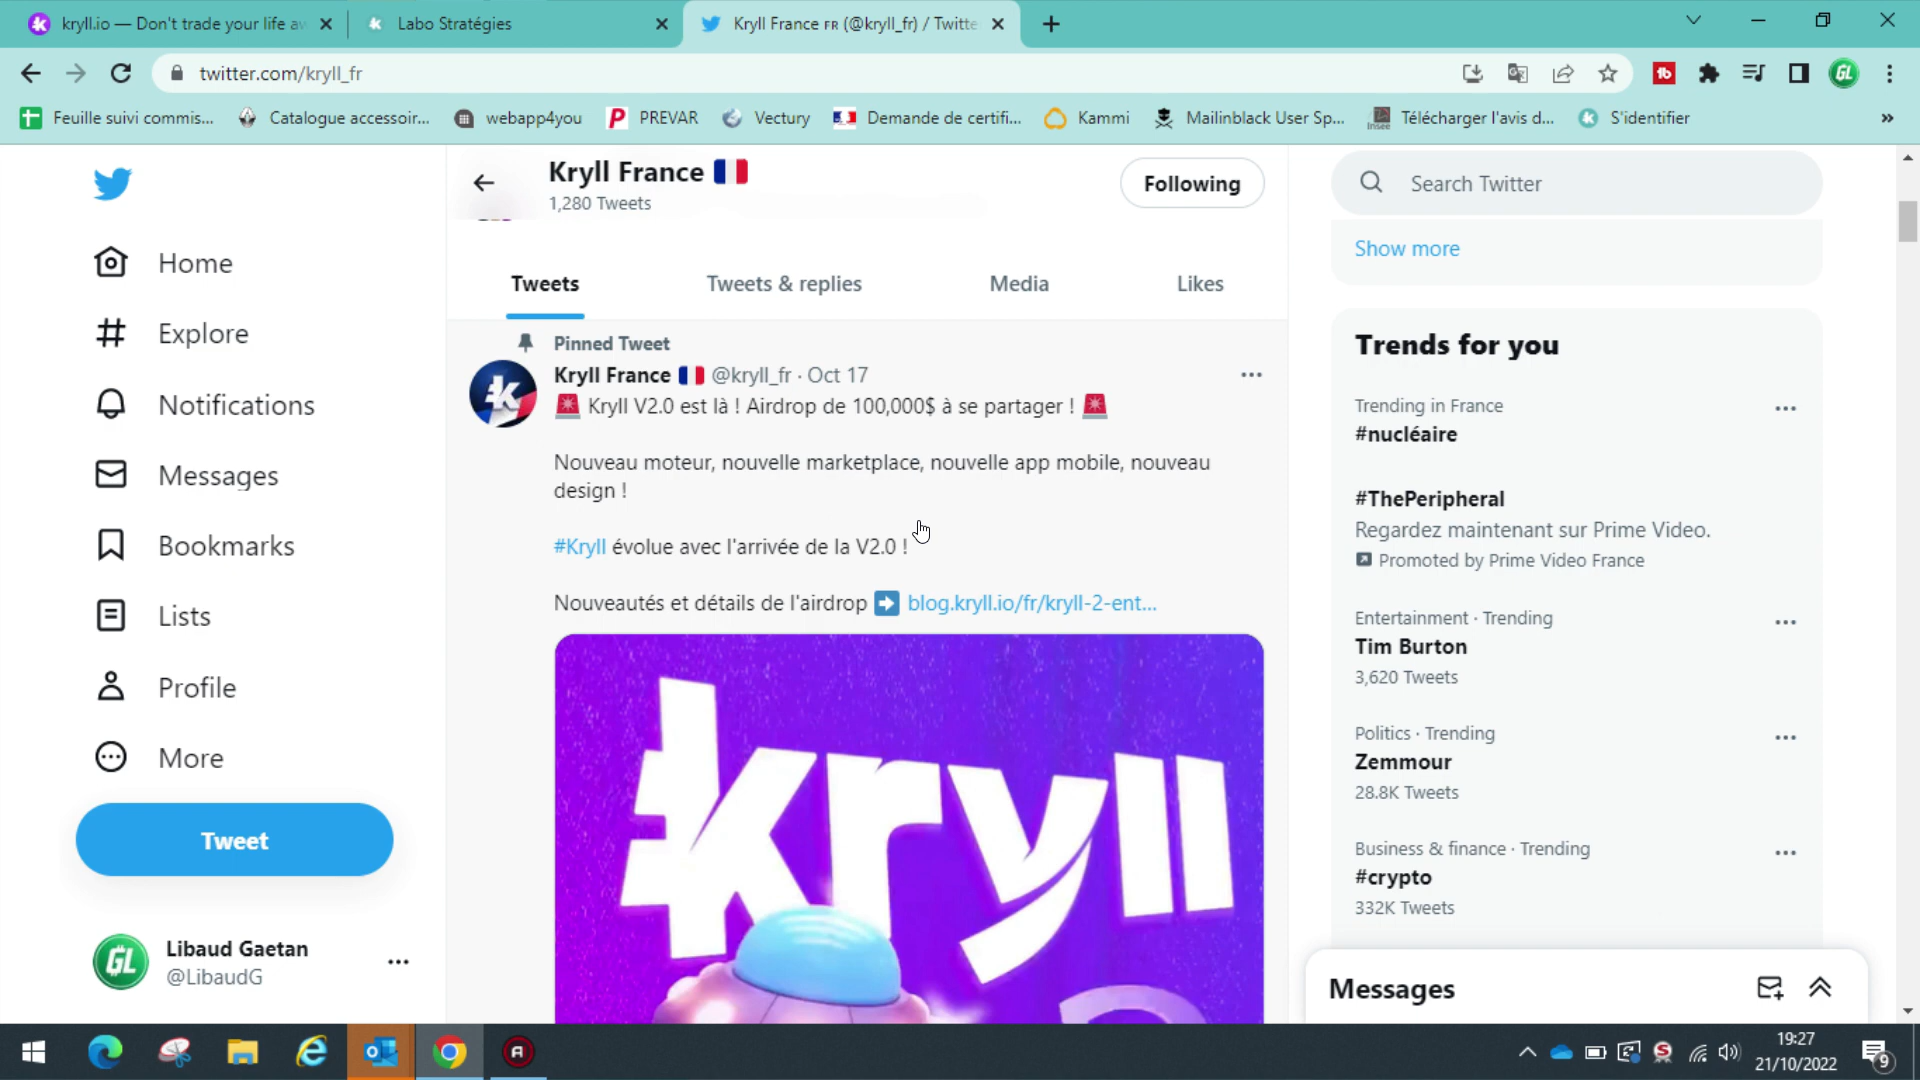 kryll.io — Don't trade your life aw
Labo Stratégies
Kryll France FR (@kryll_fr) / Twitte
twitter.com/kryll_fr
Feuille suivi commis...
Catalogue accessoir...
webapp4you
PREVAR
Vectury
Demande de certifi...
Kammi
Mailinblack User Sp...
Télécharger l'avis d...
S'identifier
Home
Explore
Notifications
Messages
Bookmarks
Lists
Profile
More
Tweet
Libaud Gaetan
@LibaudG
Kryll France 🇫🇷
1,280 Tweets
Following
Tweets
Tweets & replies
Media
Likes
Pinned Tweet
Kryll France 🇫🇷 @kryll_fr · Oct 17
🚨 Kryll V2.0 est là ! Airdrop de 100,000$ à se partager ! 🚨
Nouveau moteur, nouvelle marketplace, nouvelle app mobile, nouveau
design !
#Kryll évolue avec l'arrivée de la V2.0 !
Nouveautés et détails de l'airdrop ➡️ blog.kryll.io/fr/kryll-2-ent...
kryll
Search Twitter
Show more
Trends for you
Trending in France
#nucléaire
#ThePeripheral
Regardez maintenant sur Prime Video.
Promoted by Prime Video France
Entertainment · Trending
Tim Burton
3,620 Tweets
Politics · Trending
Zemmour
28.8K Tweets
Business & finance · Trending
#crypto
332K Tweets
Messages
19:27
21/10/2022
9